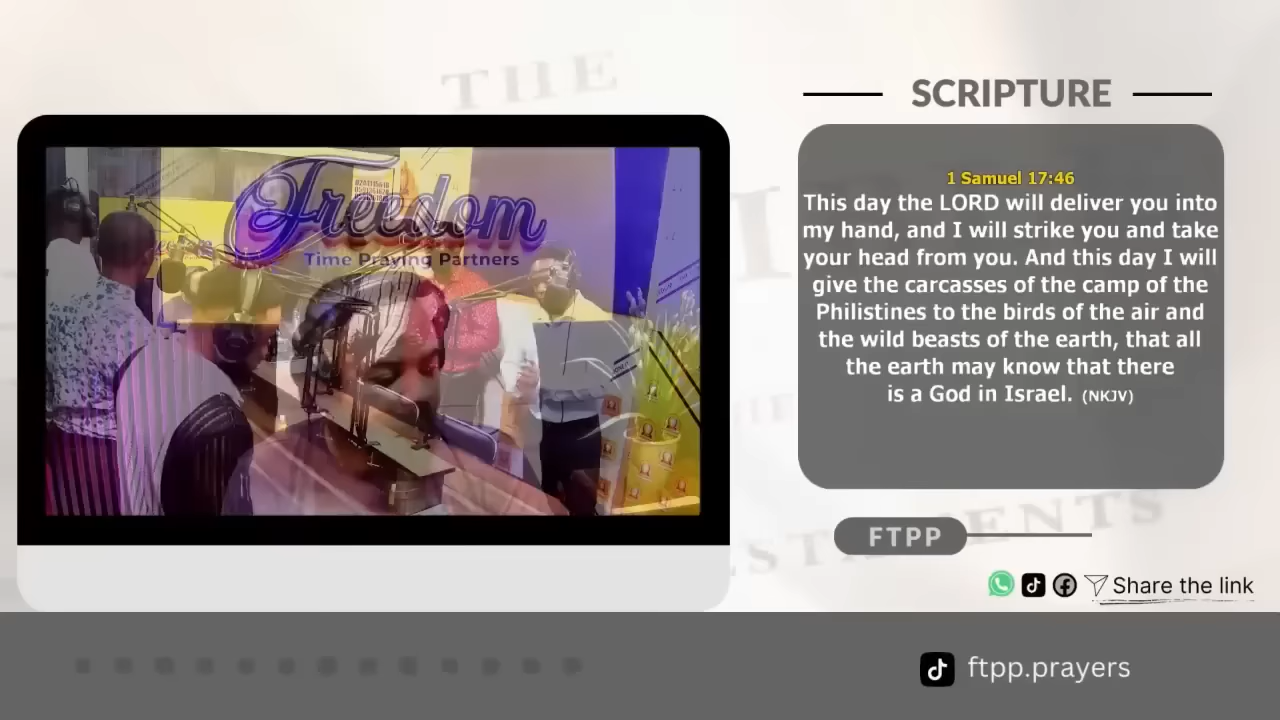 THE
SCRIPTURE
Freedom
Time Praying Partners
1 Samuel 17:46
This day the LORD will deliver you into
my hand, and I will strike you and take
your head from you. And this day I will
give the carcasses of the camp of the
Philistines to the birds of the air and
the wild beasts of the earth, that all
the earth may know that there
is a God in Israel. (NKJV)
FTPP
Share the link
ftpp.prayers